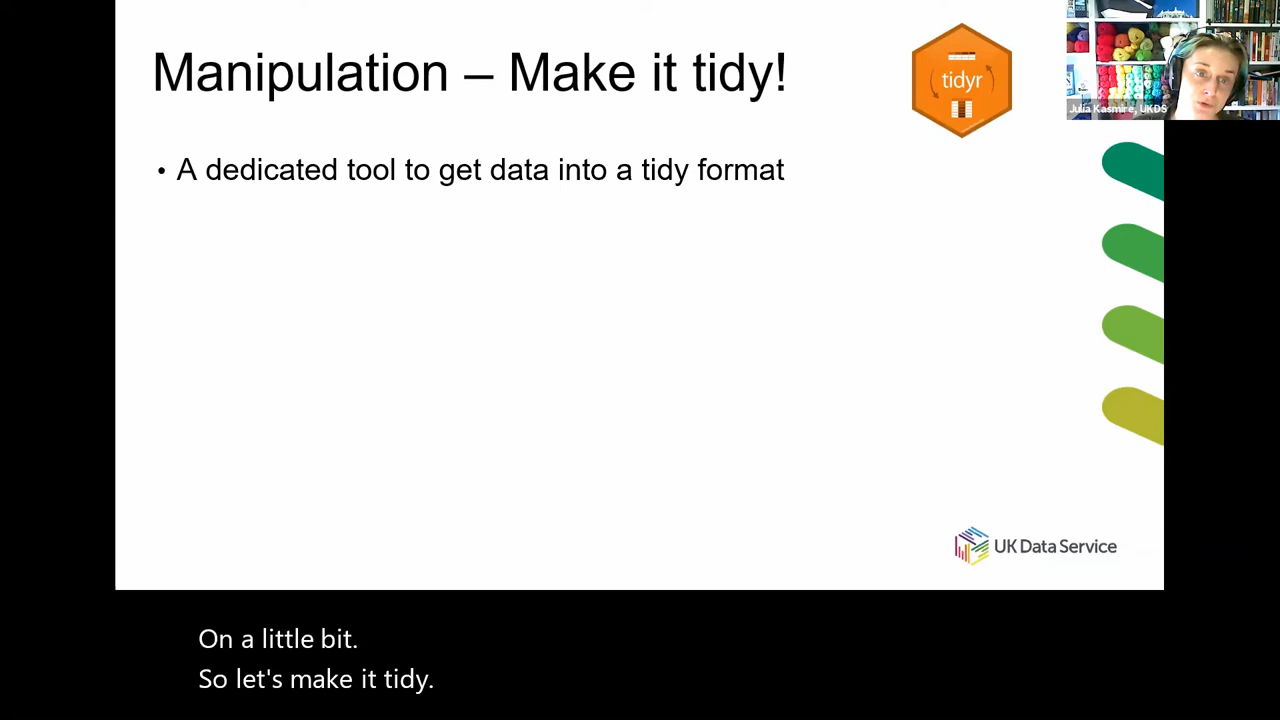 Manipulation – Make it tidy!
tidyr
Julia Kasmire, UKDS
• A dedicated tool to get data into a tidy format
UK Data Service
On a little bit.
So let's make it tidy.